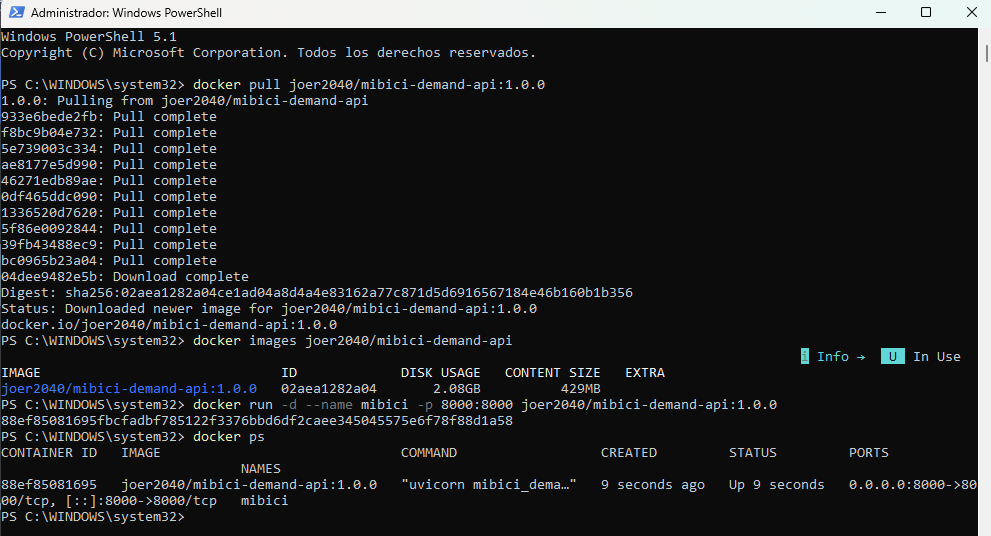 Administrador: Windows PowerShell
Windows PowerShell 5.1
Copyright (C) Microsoft Corporation. Todos los derechos reservados.
PS C:\WINDOWS\system32> docker pull joer2040/mibici-demand-api:1.0.0
1.0.0: Pulling from joer2040/mibici-demand-api
933e6bede2fb: Pull complete
f8bc9b04e732: Pull complete
5e739003c334: Pull complete
ae8177e5d990: Pull complete
46271edb89ae: Pull complete
0df465ddc090: Pull complete
1336520d7620: Pull complete
5f86e0092844: Pull complete
39fb43488ec9: Pull complete
bc0965b23a04: Pull complete
04dee9482e5b: Download complete
Digest: sha256:02aea1282a04ce1ad04a8d4a4e83162a77c871d5d6916567184e46b160b1b356
Status: Downloaded newer image for joer2040/mibici-demand-api:1.0.0
docker.io/joer2040/mibici-demand-api:1.0.0
PS C:\WINDOWS\system32> docker images joer2040/mibici-demand-api
i Info → U In Use
IMAGE ID DISK USAGE CONTENT SIZE EXTRA
joer2040/mibici-demand-api:1.0.0 02aea1282a04 2.08GB 429MB
PS C:\WINDOWS\system32> docker run -d --name mibici -p 8000:8000 joer2040/mibici-demand-api:1.0.0
88ef85081695fbcfadbf785122f3376bbd6df2caee345045575e6f78f88d1a58
PS C:\WINDOWS\system32> docker ps
CONTAINER ID IMAGE COMMAND CREATED STATUS PORTS
NAMES
88ef85081695 joer2040/mibici-demand-api:1.0.0 "uvicorn mibici_dema…" 9 seconds ago Up 9 seconds 0.0.0.0:8000->80
00/tcp, [::]:8000->8000/tcp mibici
PS C:\WINDOWS\system32>